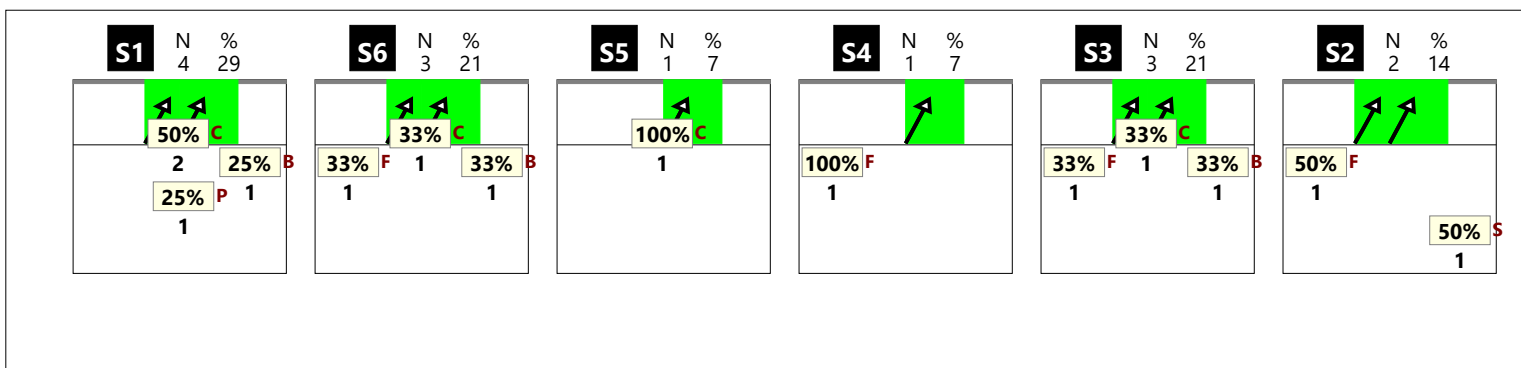 S1 N % 4 29
50% C
2
25% B
1
25% P
1
S6 N % 3 21
33% C
1
33% F
1
33% B
1
S5 N % 1 7
100% C
1
S4 N % 1 7
100% F
1
S3 N % 3 21
33% C
1
33% F
1
33% B
1
S2 N % 2 14
50% F
1
50% S
1